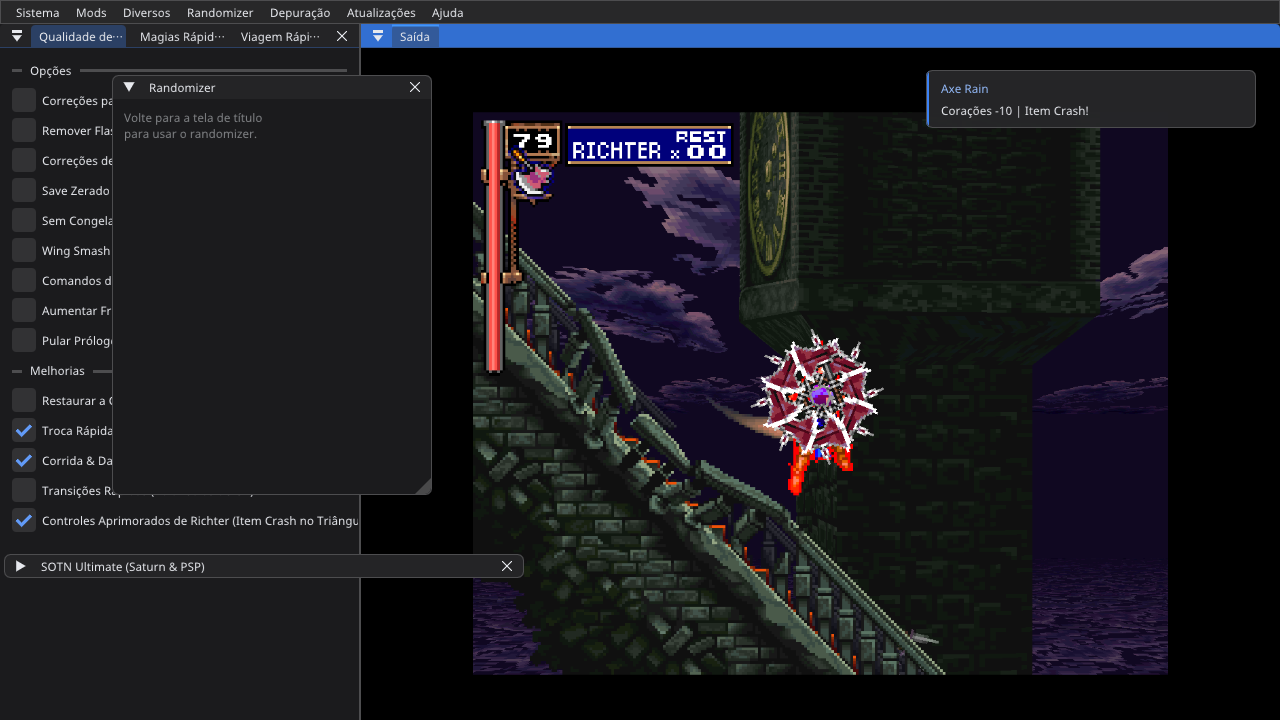 Sistema Mods Diversos Randomizer Depuração Atualizações Ajuda
Qualidade de··· Magias Rápid··· Viagem Rápi···
Saída
Opções
Correções pa
Remover Flas
Correções de
Save Zerado
Sem Congela
Wing Smash
Comandos d
Aumentar Fr
Pular Prólogo
Melhorias
Restaurar a
Troca Rápida
Corrida & Da
Transições
Controles Aprimorados de Richter (Item Crash no Triângu
Randomizer
Volte para a tela de título
para usar o randomizer.
SOTN Ultimate (Saturn & PSP)
79
REST
RICHTER x 00
Axe Rain
Corações -10 | Item Crash!